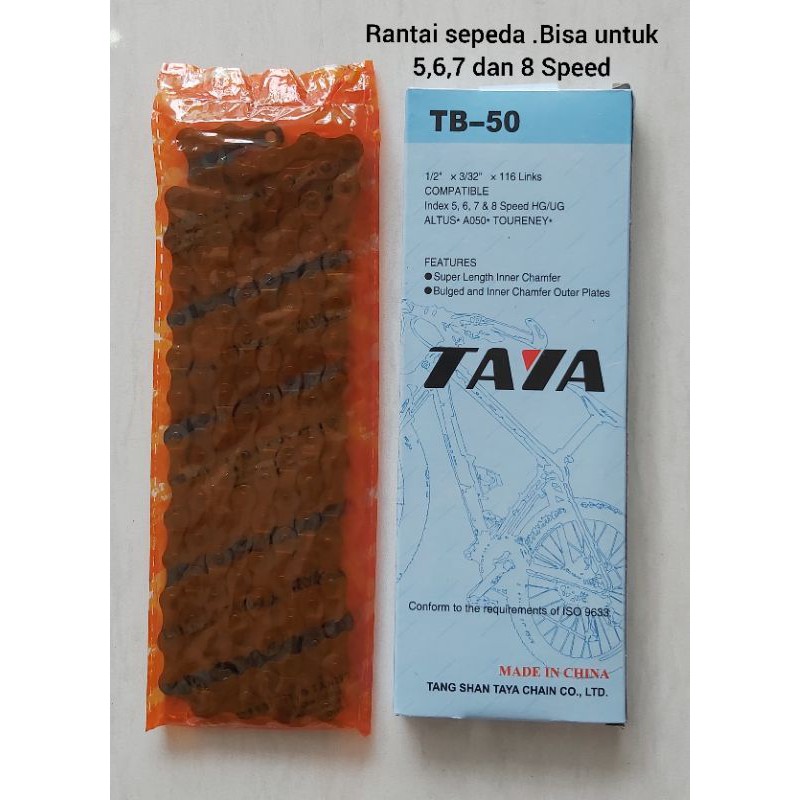 Rantai sepeda .Bisa untuk
5,6,7 dan 8 Speed
TB-50
1/2" x 3/32" x 116 Links
COMPATIBLE
Index 5, 6, 7 & 8 Speed HG/UG
ALTUS* A050* TOURENEY*
FEATURES
●Super Length Inner Chamfer
●Bulged and Inner Chamfer Outer Plates
TAYA
Conform to the requirements of ISO 9633
MADE IN CHINA
TANG SHAN TAYA CHAIN CO., LTD.